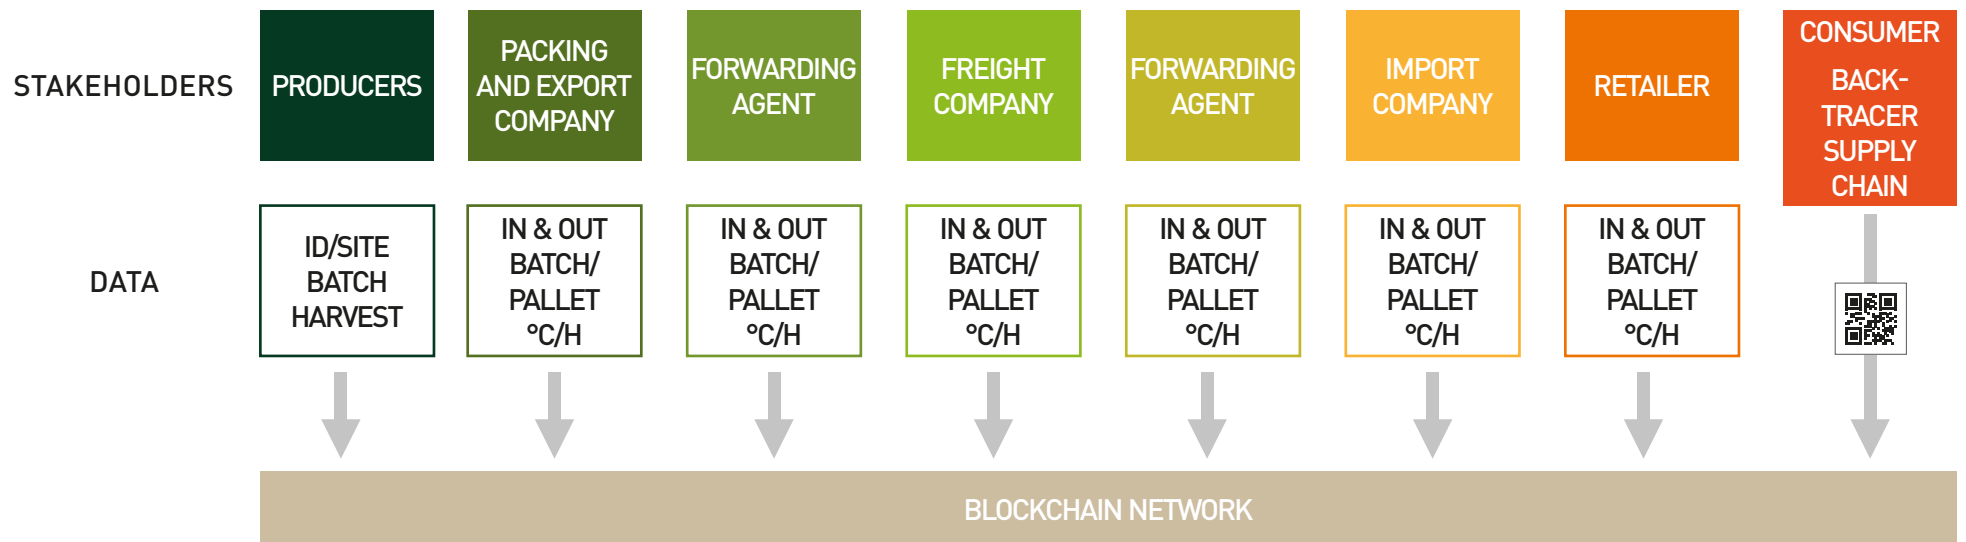 STAKEHOLDERS
PRODUCERS
PACKING
AND EXPORT
COMPANY
FORWARDING
AGENT
FREIGHT
COMPANY
FORWARDING
AGENT
IMPORT
COMPANY
RETAILER
CONSUMER
BACK-
TRACER
SUPPLY
CHAIN
DATA
ID/SITE
BATCH
HARVEST
IN & OUT
BATCH/
PALLET
°C/H
IN & OUT
BATCH/
PALLET
°C/H
IN & OUT
BATCH/
PALLET
°C/H
IN & OUT
BATCH/
PALLET
°C/H
IN & OUT
BATCH/
PALLET
°C/H
IN & OUT
BATCH/
PALLET
°C/H
BLOCKCHAIN NETWORK